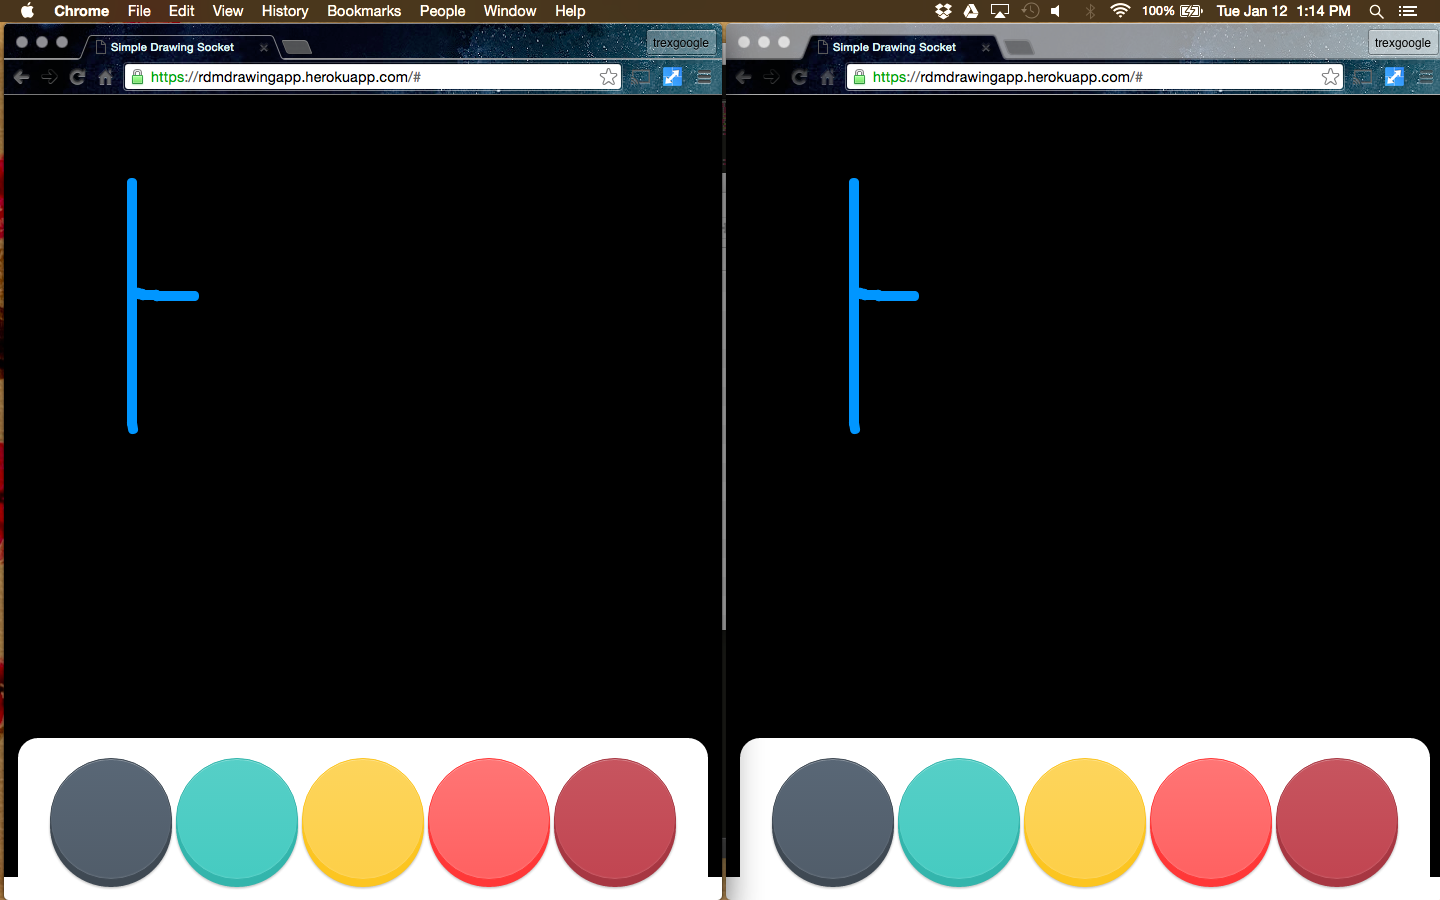 Chrome File Edit View History Bookmarks People Window Help 100% Tue Jan 12 1:14 PM
Simple Drawing Socket trexgoogle
https://rdmdrawingapp.herokuapp.com/#
Simple Drawing Socket trexgoogle
https://rdmdrawingapp.herokuapp.com/#